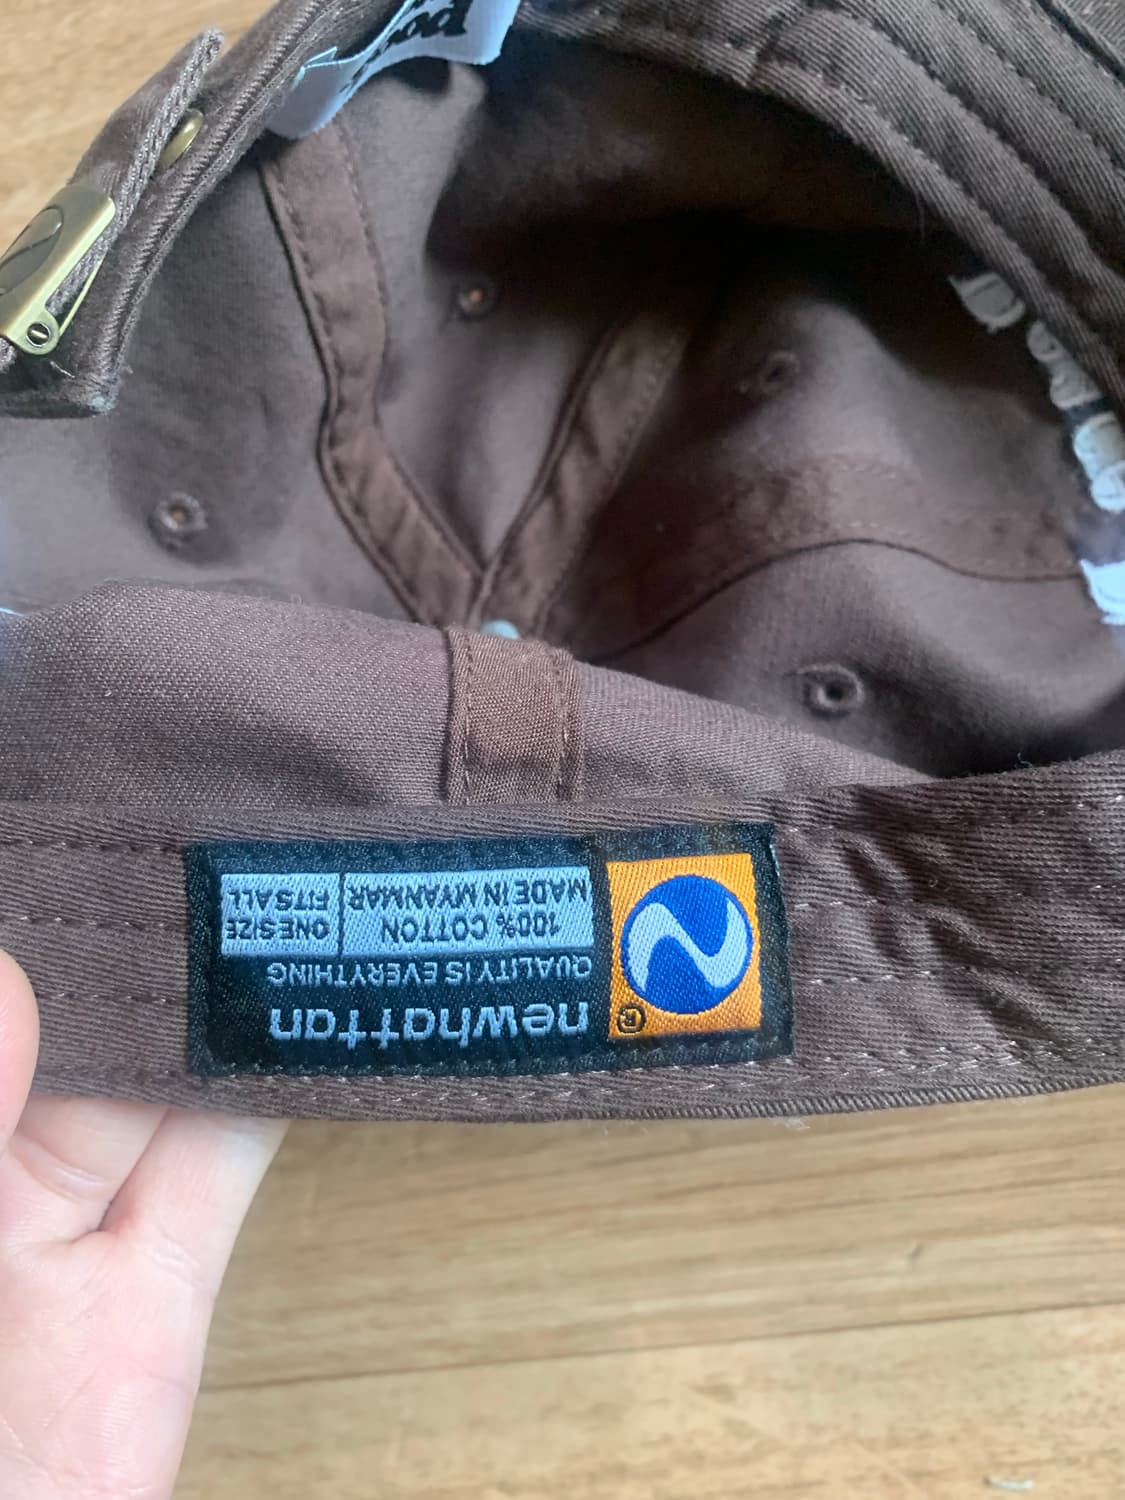 newhattan
QUALITY IS EVERYTHING
100% COTTON
MADE IN MYANMAR
ONE SIZE
FITS ALL
®